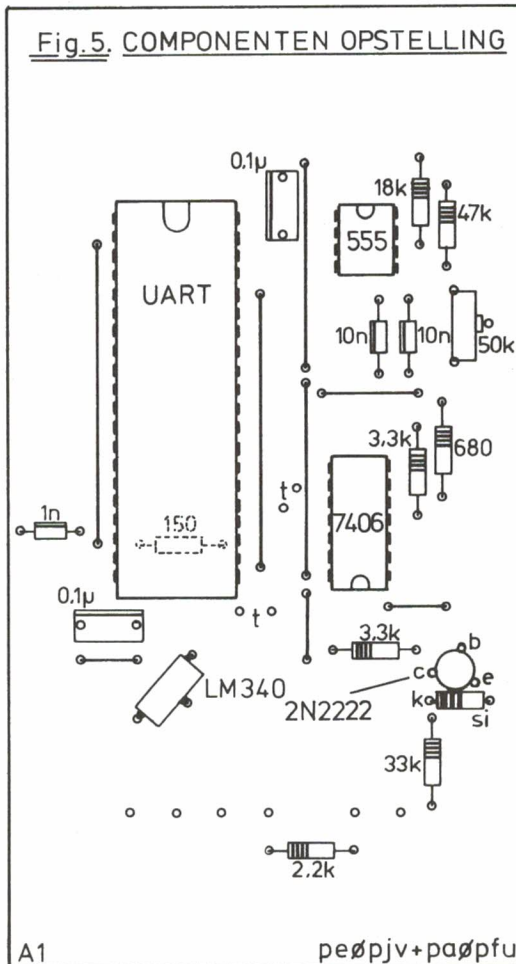 Fig.5. COMPONENTEN OPSTELLING
0.1µ
18k
47k
555
UART
10n
10n
50k
3,3k
680
t
7406
1n
150
0.1µ
t
3,3k
b
c
e
LM340
2N2222
k
si
33k
2,2k
A1
peøpjv+paøpfu